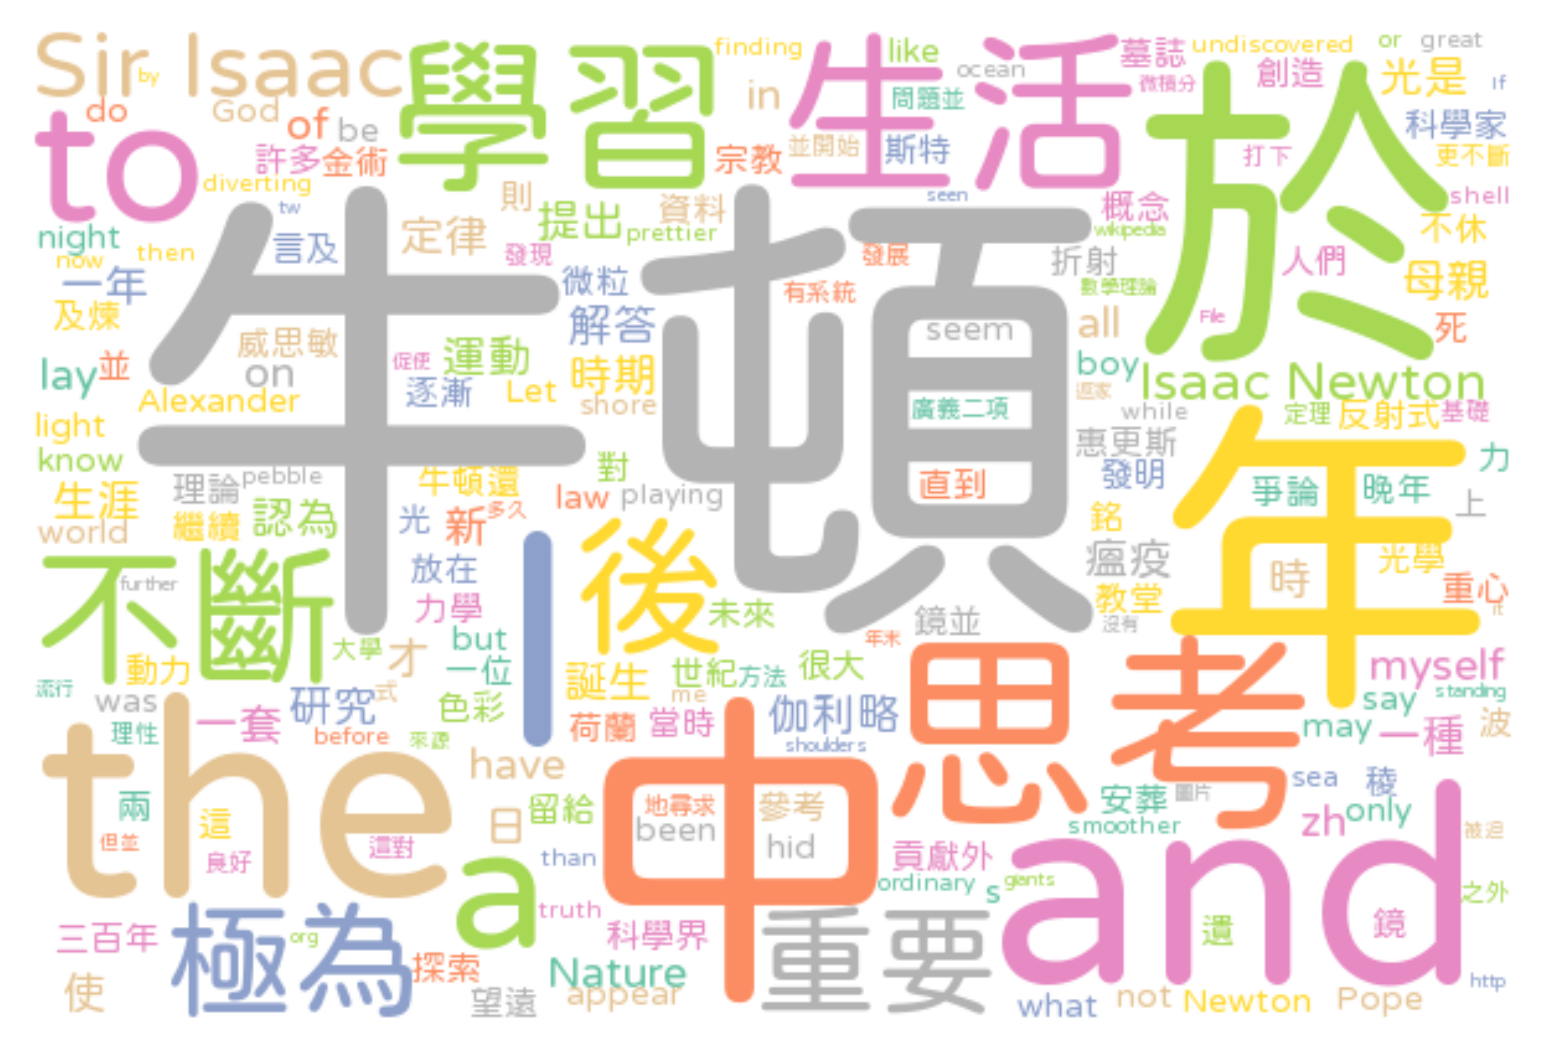 Sir Isaac
by
do
God
of
be
to
學習
finding
生活
like
ocean
in
問題並
墓誌
微積分
undiscovered
創造
or
great
光是
If
科學家
更不斷
打下
許多
金術
diverting
tw
宗教
並開始
斯特
seen
於
shell
night
now
then
一年
言及
定律
則
發現
提出
prettier
資料
微粒
發展
有系統
概念
wikipedia
折射
數學理論
人們
File
不休
母親
死
及煉
威思敏
on
促使
運動
解答
逐漸
時期
Let
shore
牛頓
seem
廣義二項
直到
all
boy
返家
while
Isaac Newton
lay
並
Alexander
light
know
定理
反射式
基礎
惠更斯
發明
力
理論
pebble
牛頓還
對
law
playing
年
生涯
world
繼續
認為
光
新
多久
爭論
晚年
上
銘
瘟疫
光學
不斷
further
放在
力學
I
後
未來
教堂
沒有
時
重心
it
鏡並
年米
大學
才
but
一位
動力
流行
was
理性
一套
研究
式
色彩
來源
before
誕生
世紀
方法
很大
me
荷蘭
當時
伽利略
shoulders
思考
myself
say
standing
may
一種
波
the
have
兩
這
但並
良好
這對
日
留給
中
地尋求
參考
been
hid
安葬
圖片
smoother
sea
稜
zh
only
被迫
a
than
貢獻外
ordinary
s
giants
and
之外
三百年
極為
org
truth
科學界
重要
遺
鏡
使
探索
望遠
Nature
appear
what
not
Newton
Pope
http